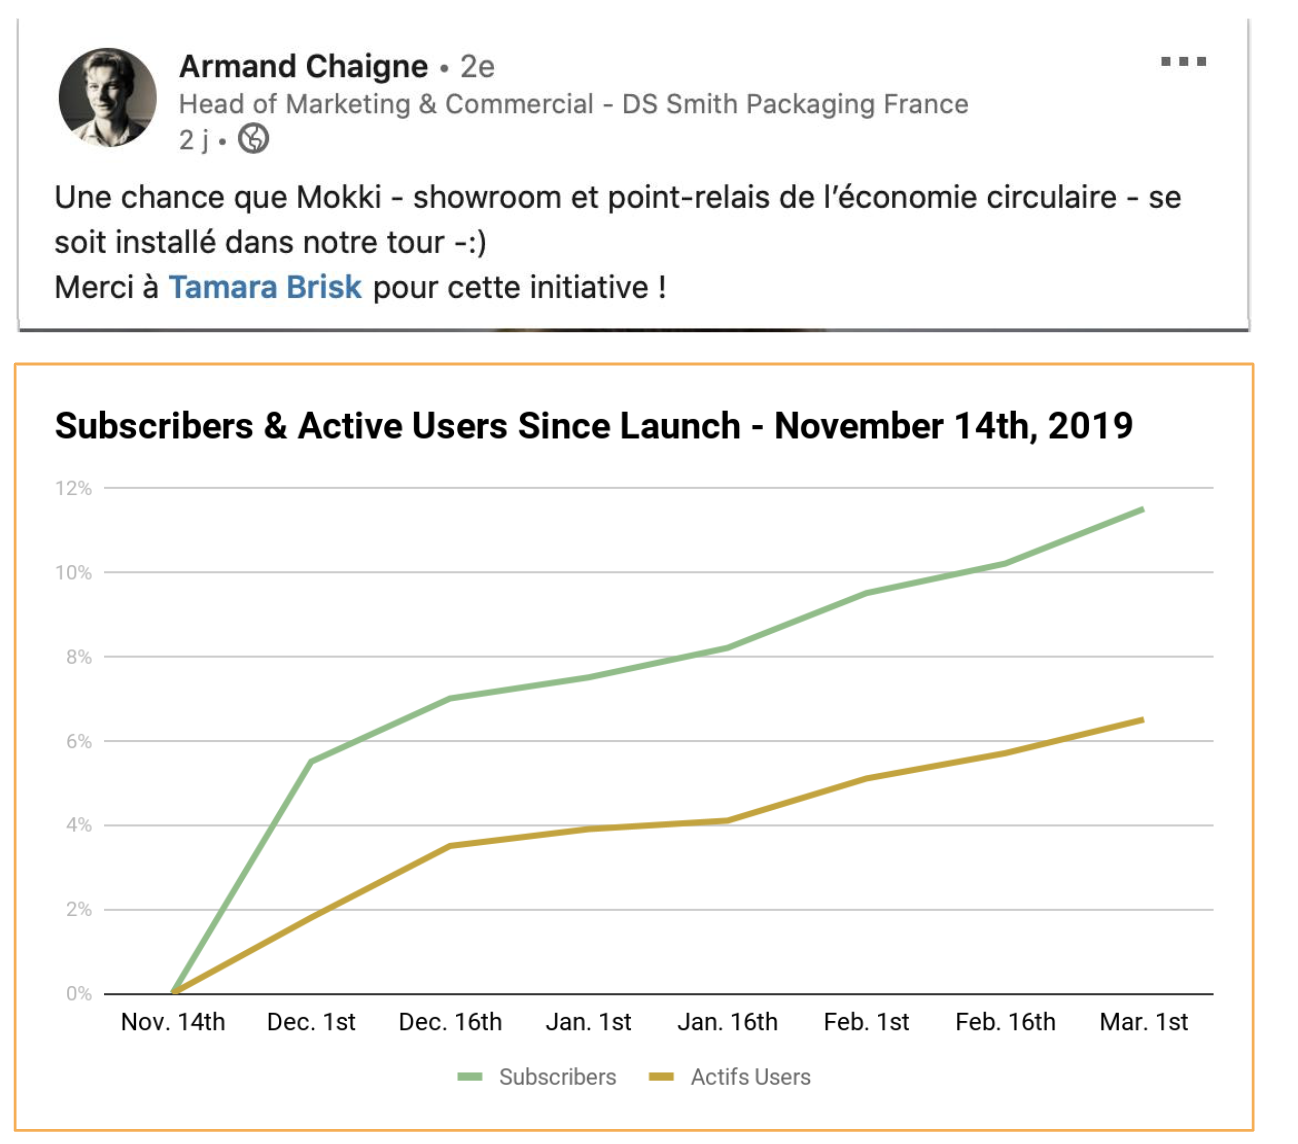 Armand Chaigne • 2e
Head of Marketing & Commercial - DS Smith Packaging France
2 j •
Une chance que Mokki - showroom et point-relais de l'économie circulaire - se
soit installé dans notre tour -:)
Merci à Tamara Brisk pour cette initiative !
Subscribers & Active Users Since Launch - November 14th, 2019
12%
10%
8%
6%
4%
2%
0%
Nov. 14th Dec. 1st Dec. 16th Jan. 1st Jan. 16th Feb. 1st Feb. 16th Mar. 1st
Subscribers Actifs Users